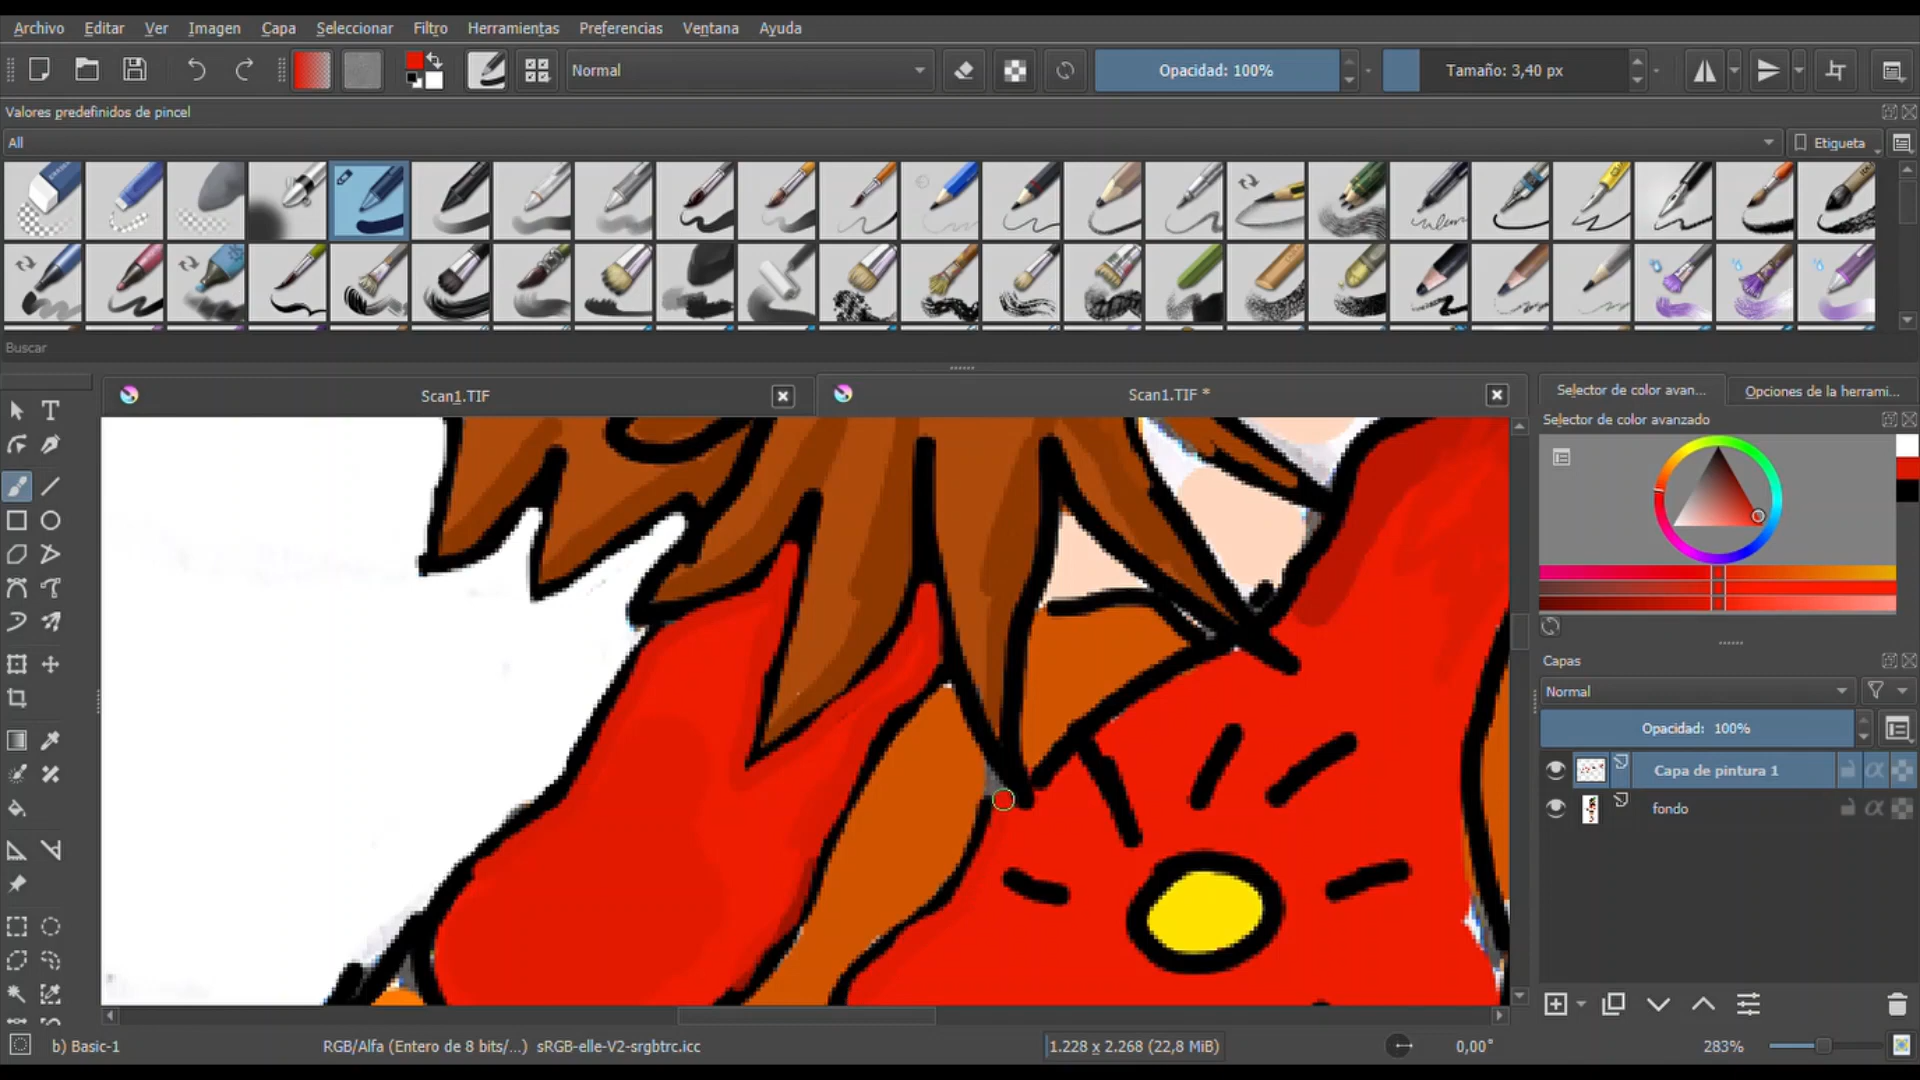 Archivo Editar Ver Imagen Capa Seleccionar Filtro Herramientas Preferencias Ventana Ayuda
Normal Opacidad: 100% Tamaño: 3,40 px
Valores predefinidos de pincel
All Etiqueta
Buscar
Scan1.TIF Scan1.TIF * Selector de color avan... Opciones de la herrami...
Selector de color avanzado
Capas
Normal
Opacidad: 100%
Capa de pintura 1
fondo
b) Basic-1 RGB/Alfa (Entero de 8 bits/...) sRGB-elle-V2-srgbtrc.icc 1.228 x 2.268 (22,8 MiB) 0,00° 283%